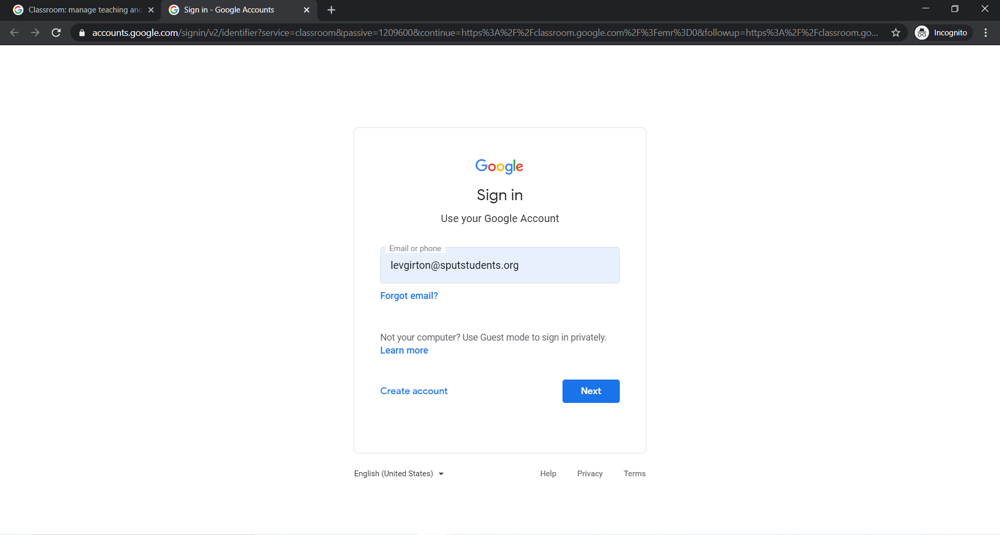 Classroom: manage teaching and
Sign in - Google Accounts
accounts.google.com/signin/v2/identifier?service=classroom&passive=1209600&continue=https%3A%2F%2Fclassroom.google.com%2F%3Femr%3D0&followup=https%3A%2F%2Fclassroom.go...
Incognito
Google
Sign in
Use your Google Account
Email or phone
levgirton@sputstudents.org
Forgot email?
Not your computer? Use Guest mode to sign in privately.
Learn more
Create account
Next
English (United States)
Help
Privacy
Terms